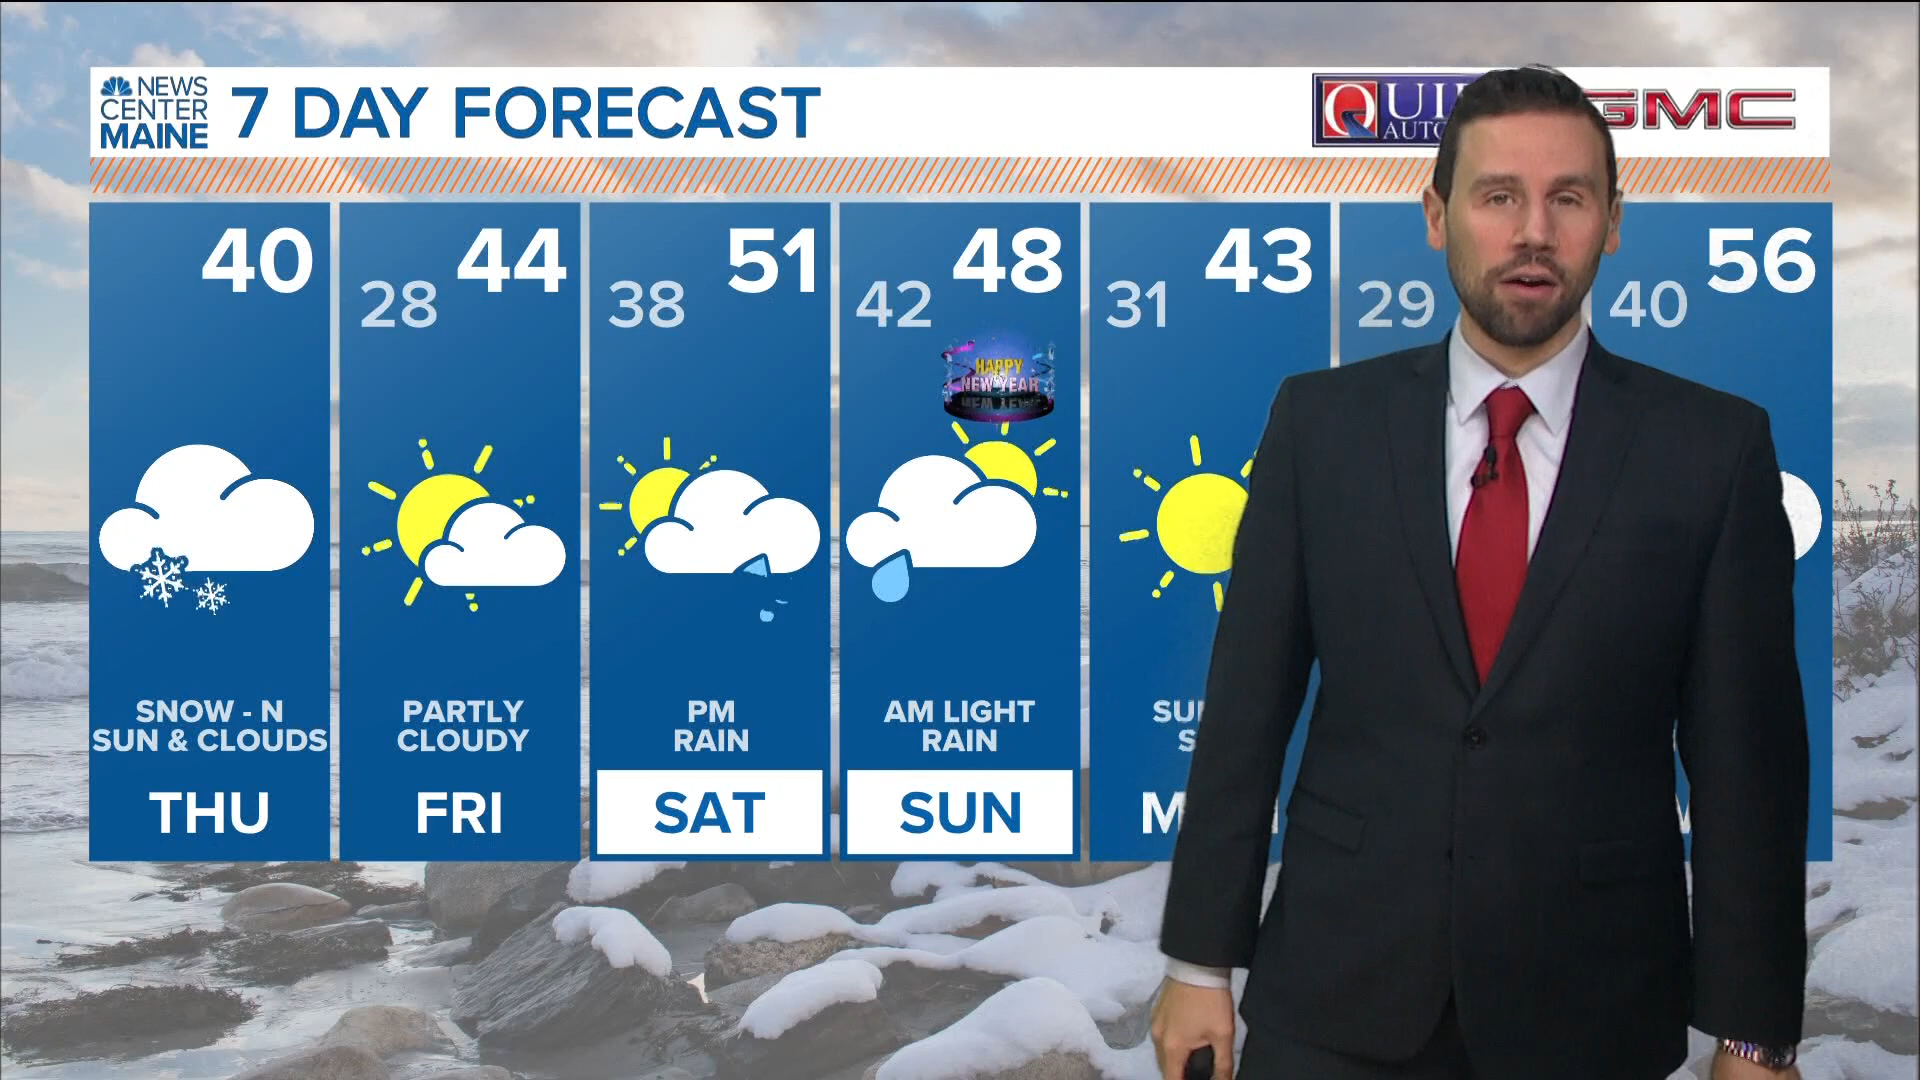 NEWS
CENTER
MAINE
7 DAY FORECAST
GMC
40
28 44
38 51
42 48
31 43
29
40 56
HAPPY
NEW YEAR
SNOW - N
SUN & CLOUDS
PARTLY
CLOUDY
PM
RAIN
AM LIGHT
RAIN
THU
FRI
SAT
SUN